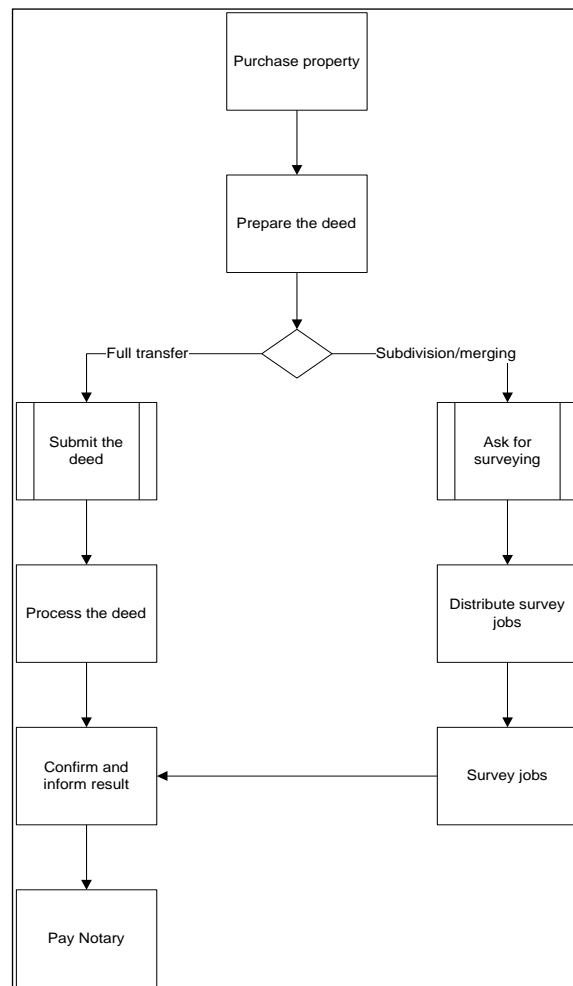 Purchase property
Prepare the deed
Full transfer
Subdivision/merging
Submit the
deed
Ask for
surveying
Process the deed
Distribute survey
jobs
Confirm and
inform result
Survey jobs
Pay Notary